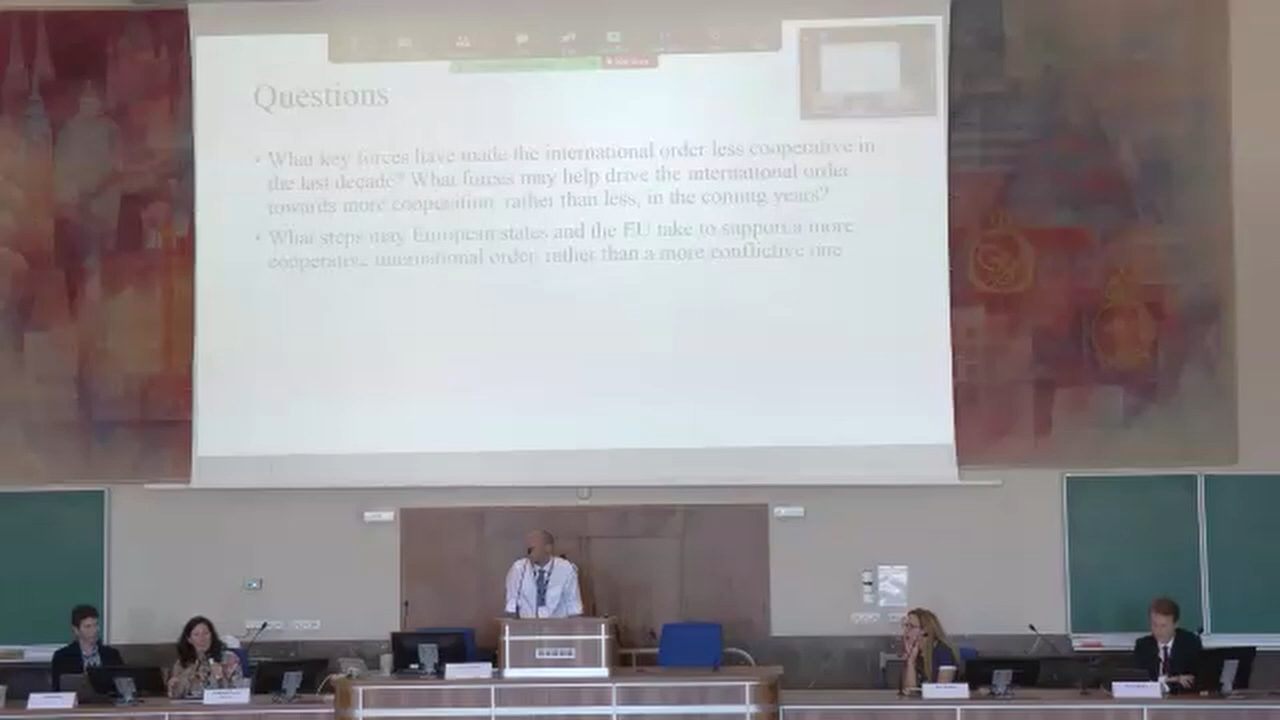 Questions
• What key forces have made the international order less cooperative in
the last decade? What forces may help drive the international order
towards more cooperation, rather than less, in the coming years?
• What steps may European states and the EU take to support a more
cooperative international order, rather than a more conflictive one